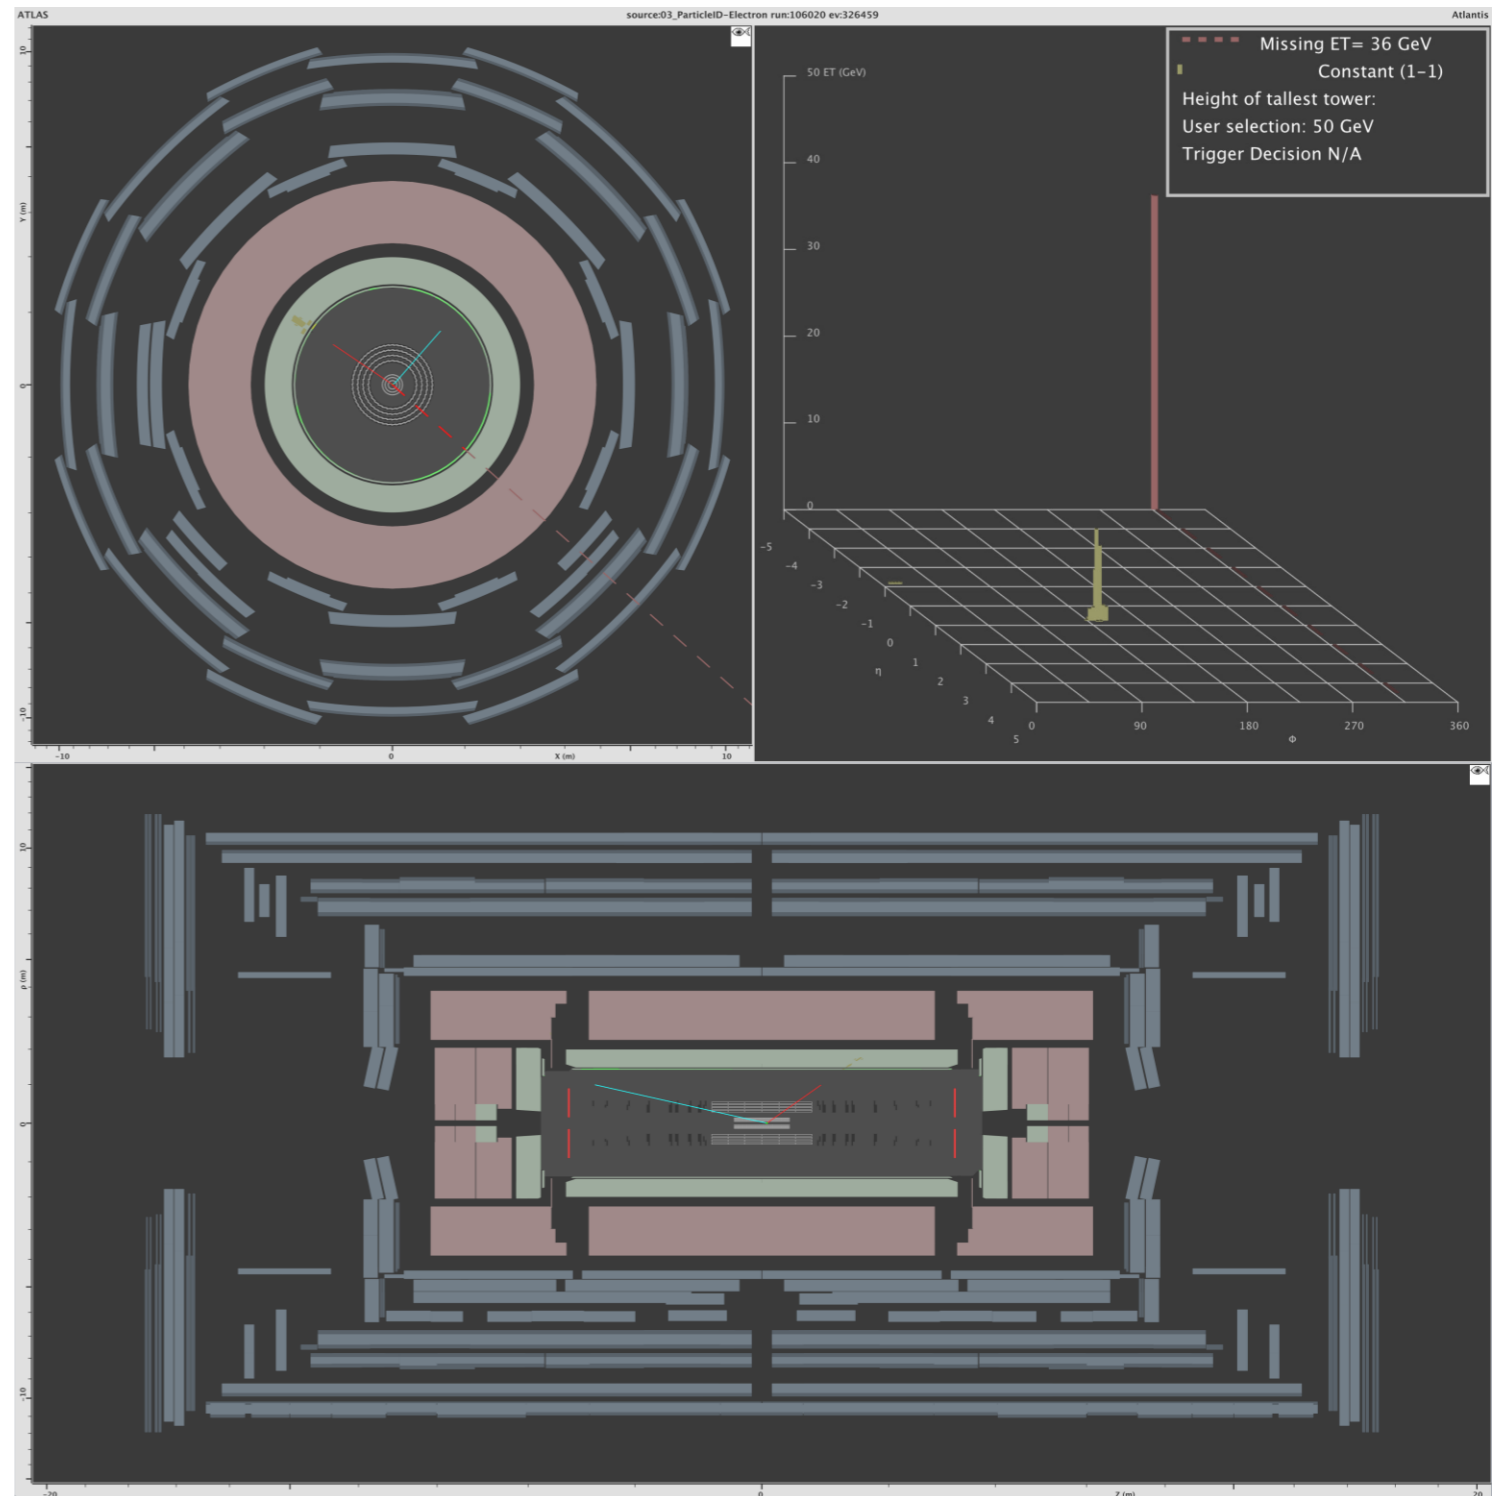 ATLAS
source:03_ParticleID-Electron run:106020 ev:326459
Atlantis
10
Y (m)
0
-10
-10
0
X (m)
10
50 ET (GeV)
40
30
20
10
0
-5
-4
-3
-2
-1
0
1
2
3
4
5
η
0
90
180
270
360
Φ
Missing ET= 36 GeV
Constant (1-1)
Height of tallest tower:
User selection: 50 GeV
Trigger Decision N/A
10
ρ (m)
0
-10
-20
0
Z (m)
20